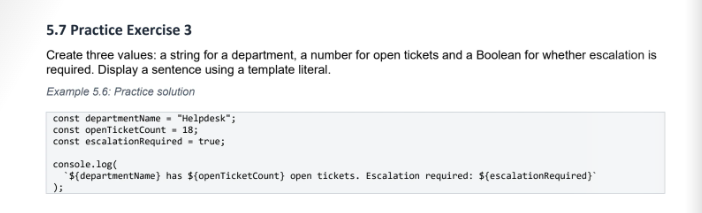 5.7 Practice Exercise 3
Create three values: a string for a department, a number for open tickets and a Boolean for whether escalation is
required. Display a sentence using a template literal.
Example 5.6: Practice solution
const departmentName = "Helpdesk";
const openTicketCount = 18;
const escalationRequired = true;
console.log(
`${departmentName} has ${openTicketCount} open tickets. Escalation required: ${escalationRequired}`
);